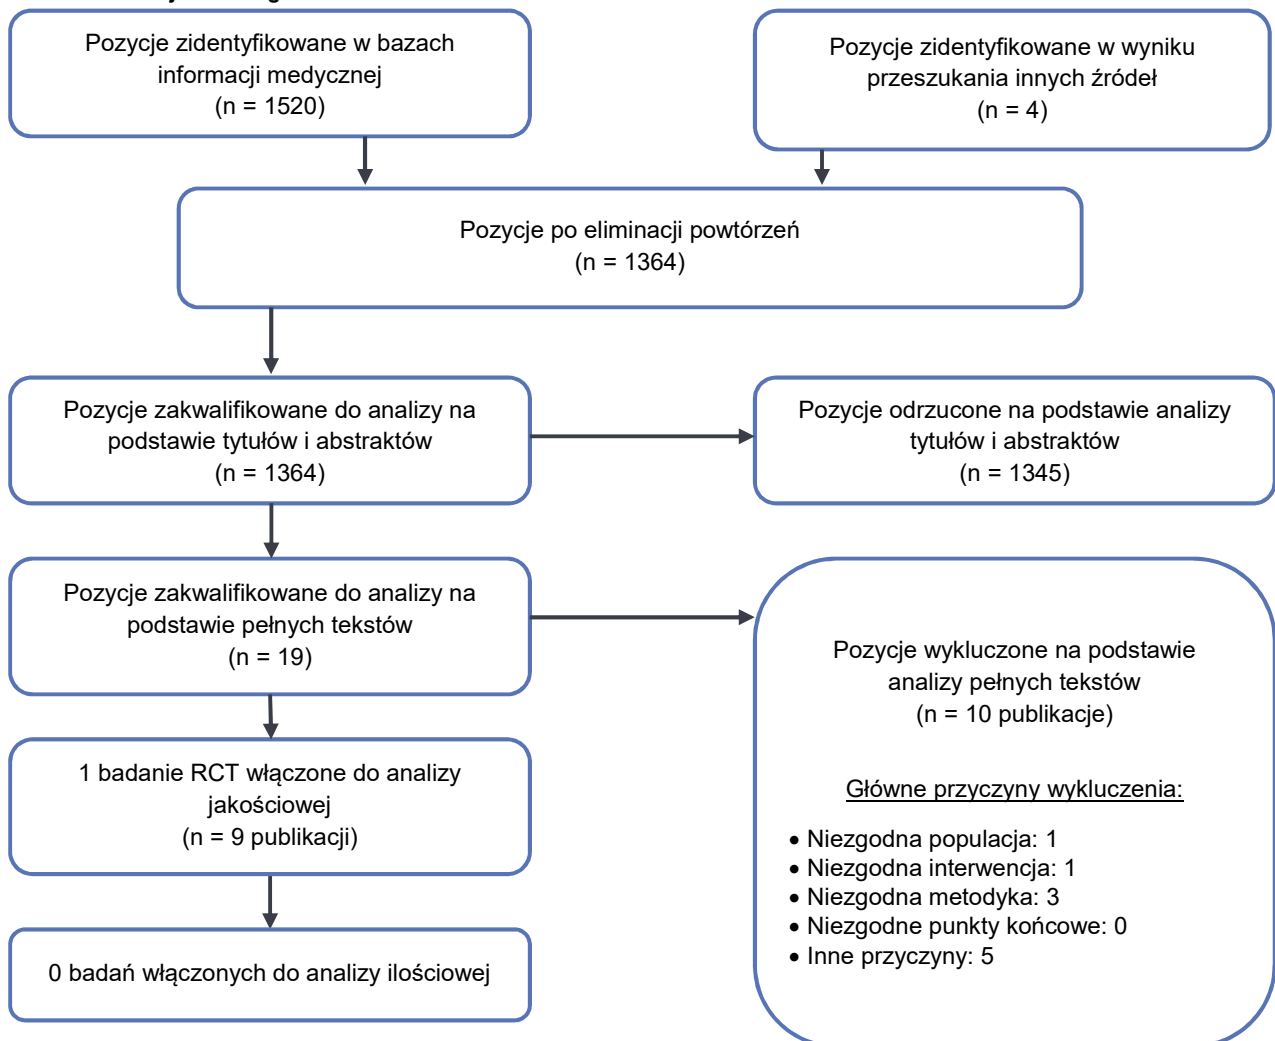 Pozycje zidentyfikowane w bazach
informacji medycznej
(n = 1520)
Pozycje zidentyfikowane w wyniku
przeszukania innych źródeł
(n = 4)
Pozycje po eliminacji powtórzeń
(n = 1364)
Pozycje zakwalifikowane do analizy na
podstawie tytułów i abstraktów
(n = 1364)
Pozycje odrzucone na podstawie analizy
tytułów i abstraktów
(n = 1345)
Pozycje zakwalifikowane do analizy na
podstawie pełnych tekstów
(n = 19)
Pozycje wykluczone na podstawie
analizy pełnych tekstów
(n = 10 publikacje)
Główne przyczyny wykluczenia:
• Niezgodna populacja: 1
• Niezgodna interwencja: 1
• Niezgodna metodyka: 3
• Niezgodne punkty końcowe: 0
• Inne przyczyny: 5
1 badanie RCT włączone do analizy
jakościowej
(n = 9 publikacji)
0 badań włączonych do analizy ilościowej